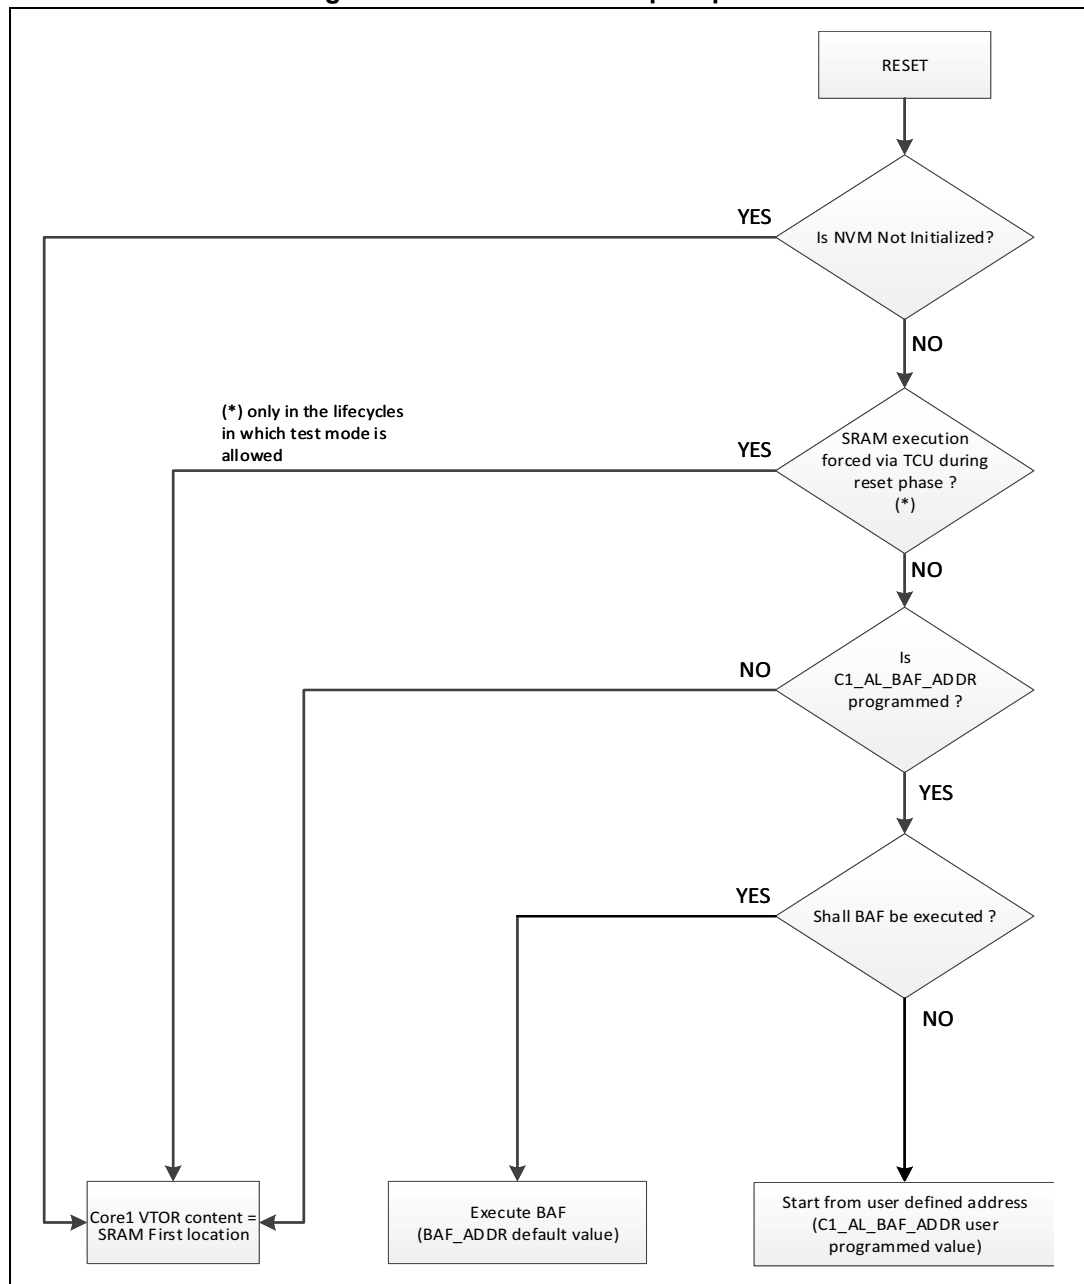 RESET
YES
Is NVM Not Initialized?
NO
(*) only in the lifecycles
in which test mode is
allowed
YES
SRAM execution
forced via TCU during
reset phase ?
(*)
NO
NO
Is
C1_AL_BAF_ADDR
programmed ?
YES
YES
Shall BAF be executed ?
NO
Core1 VTOR content =
SRAM First location
Execute BAF
(BAF_ADDR default value)
Start from user defined address
(C1_AL_BAF_ADDR user
programmed value)